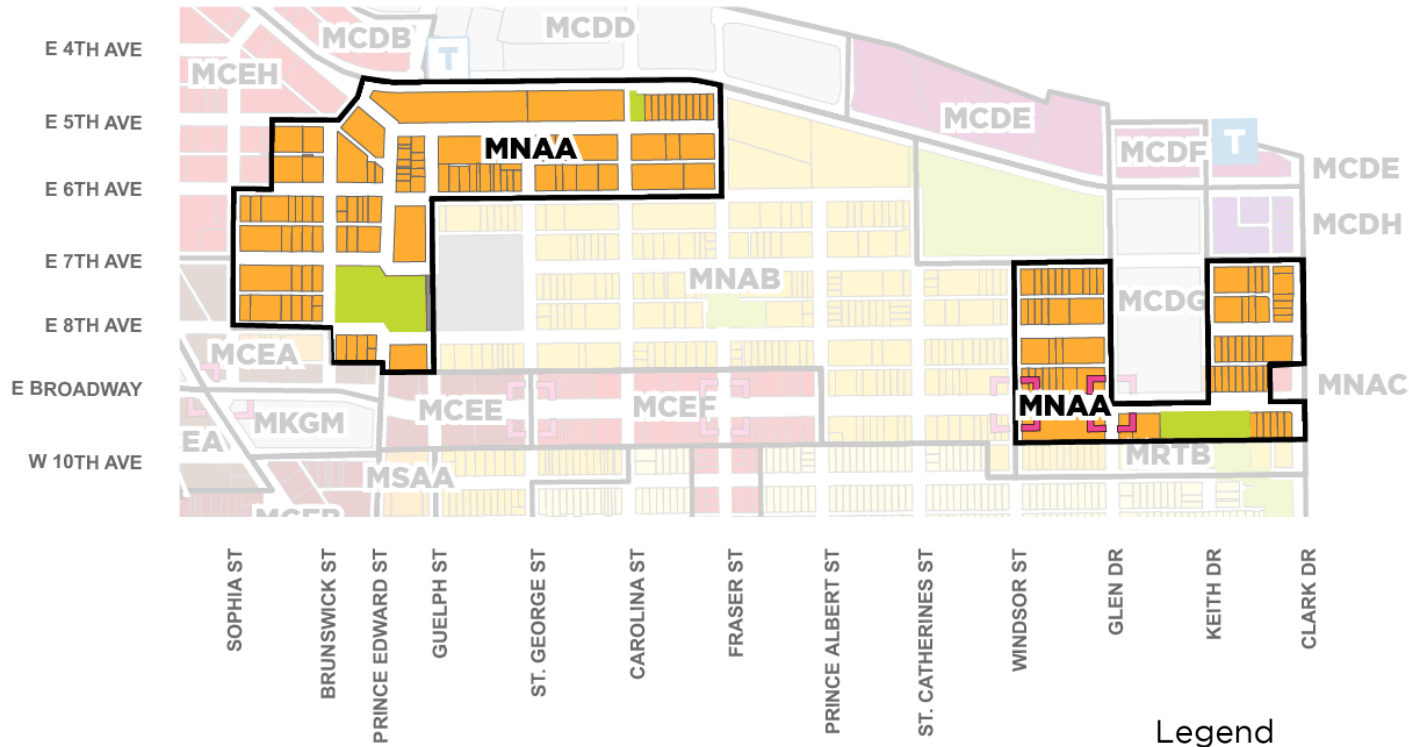 E 4TH AVE
MCDB
MCDD
T
MCEH
E 5TH AVE
MCDE
T
MNAA
MCDF
MCDE
E 6TH AVE
MCDH
E 7TH AVE
MNAB
MCDG
E 8TH AVE
MCEA
E BROADWAY
MNAC
MCEE
MCEF
MNAA
MKGM
EA
W 10TH AVE
MRTB
MSAA
SOPHIA ST
BRUNSWICK ST
PRINCE EDWARD ST
GUELPH ST
ST. GEORGE ST
CAROLINA ST
FRASER ST
PRINCE ALBERT ST
ST. CATHERINES ST
WINDSOR ST
GLEN DR
KEITH DR
CLARK DR
Legend